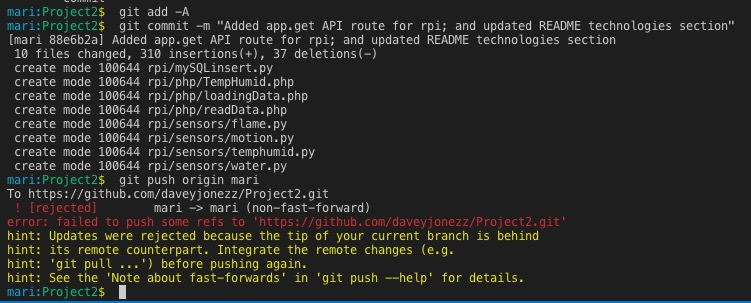 mari:Project2$ git add -A
mari:Project2$ git commit -m "Added app.get API route for rpi; and updated README technologies section"
[mari 88e6b2a] Added app.get API route for rpi; and updated README technologies section
10 files changed, 310 insertions(+), 37 deletions(-)
create mode 100644 rpi/mySQLinsert.py
create mode 100644 rpi/php/TempHumid.php
create mode 100644 rpi/php/loadingData.php
create mode 100644 rpi/php/readData.php
create mode 100644 rpi/sensors/flame.py
create mode 100644 rpi/sensors/motion.py
create mode 100644 rpi/sensors/temphumid.py
create mode 100644 rpi/sensors/water.py
mari:Project2$ git push origin mari
To https://github.com/daveyjonezz/Project2.git
! [rejected] mari -> mari (non-fast-forward)
error: failed to push some refs to 'https://github.com/daveyjonezz/Project2.git'
hint: Updates were rejected because the tip of your current branch is behind
hint: its remote counterpart. Integrate the remote changes (e.g.
hint: 'git pull ...') before pushing again.
hint: See the 'Note about fast-forwards' in 'git push --help' for details.
mari:Project2$